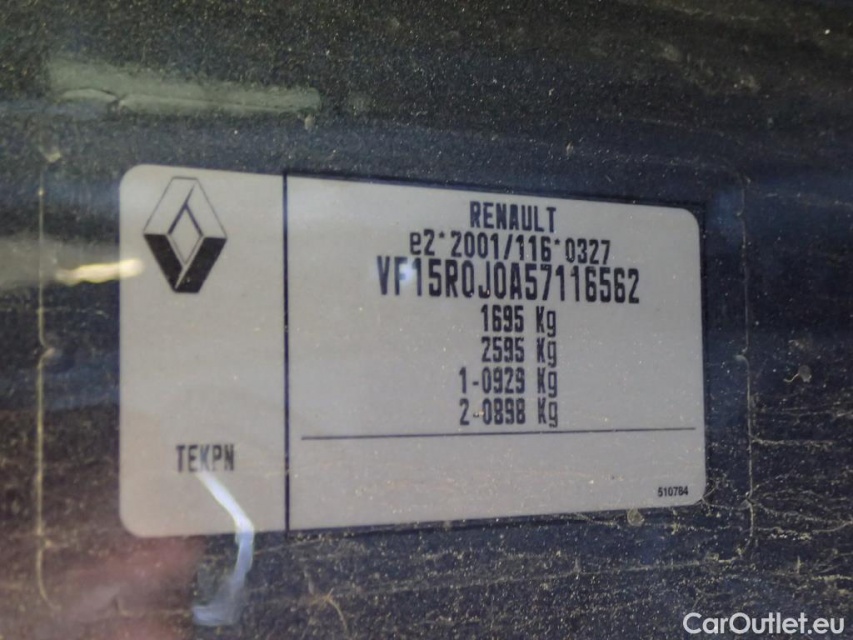 RENAULT
e2*2001/116*0327
VF15R0J0A57116562
1695 Kg
2595 Kg
1-0929 Kg
2-0898 Kg
TEKPN
510784
CarOutlet.eu